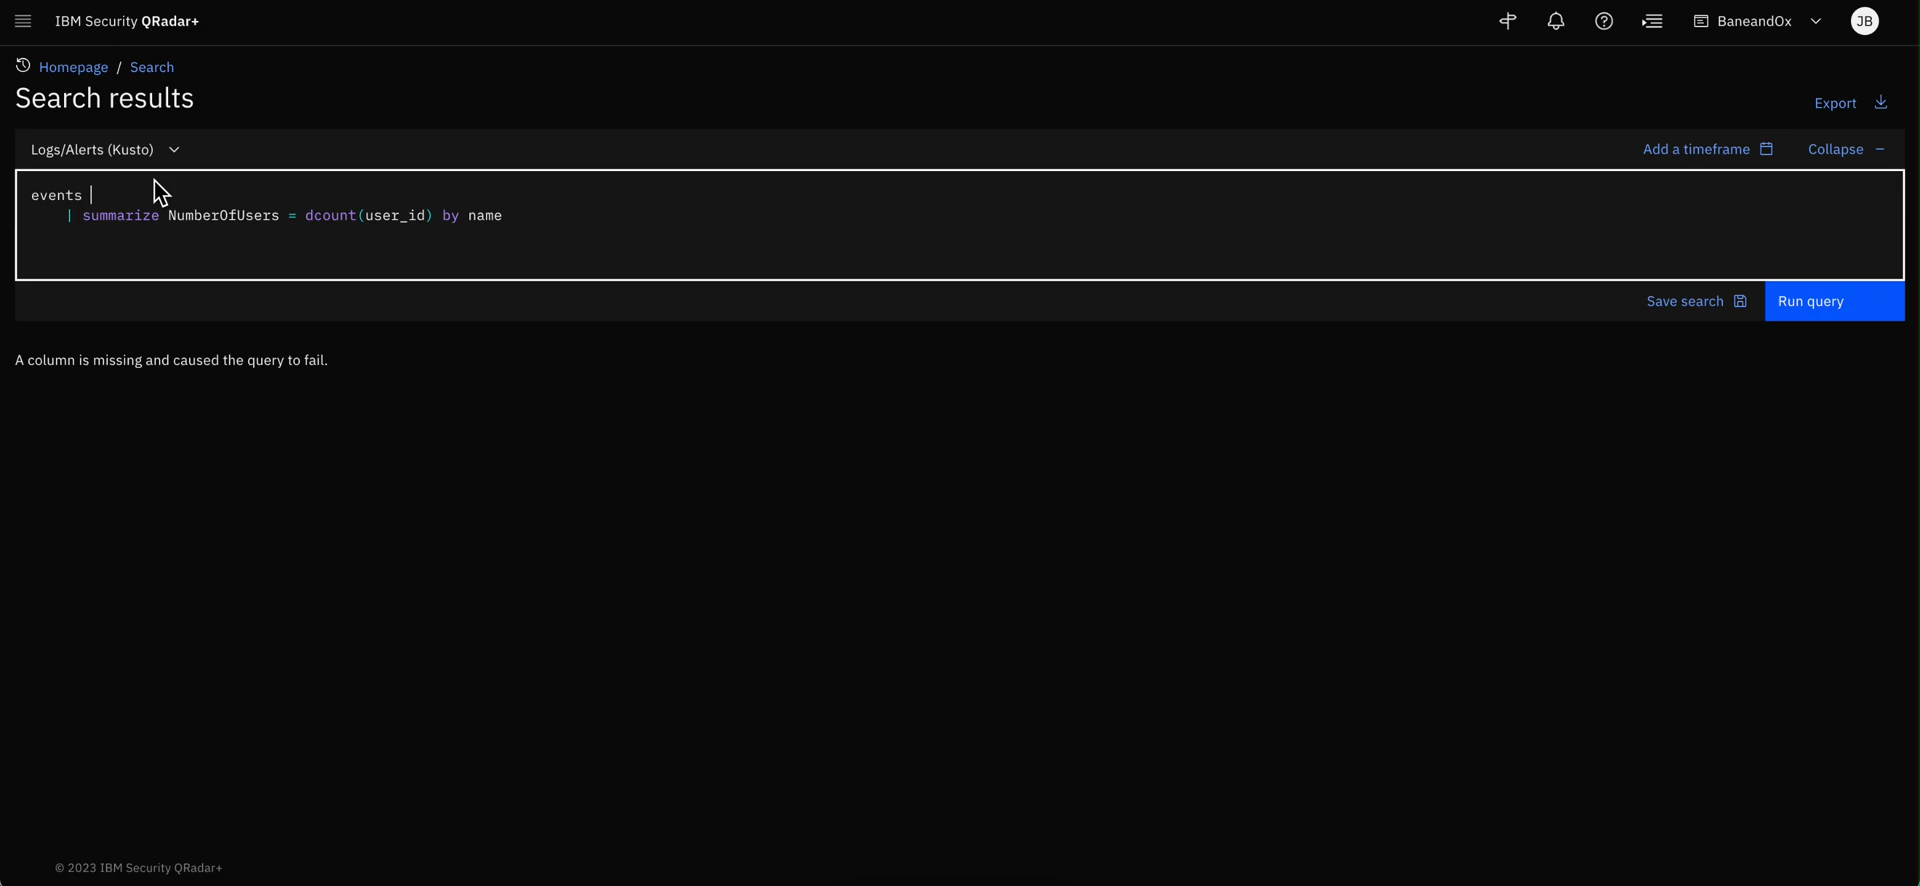 IBM Security QRadar+
BaneandOx
JB
Homepage / Search
Search results
Export
Logs/Alerts (Kusto)
Add a timeframe
Collapse
events
| summarize NumberOfUsers = dcount(user_id) by name
Save search
Run query
A column is missing and caused the query to fail.
© 2023 IBM Security QRadar+